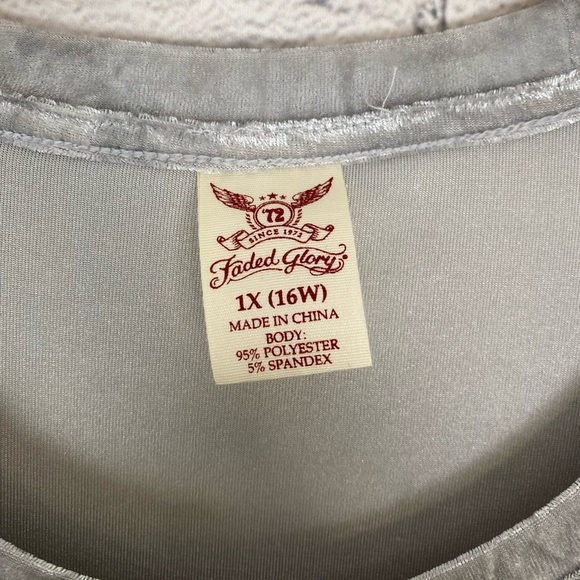 '72
SINCE 1972
Faded Glory®
1X (16W)
MADE IN CHINA
BODY:
95% POLYESTER
5% SPANDEX